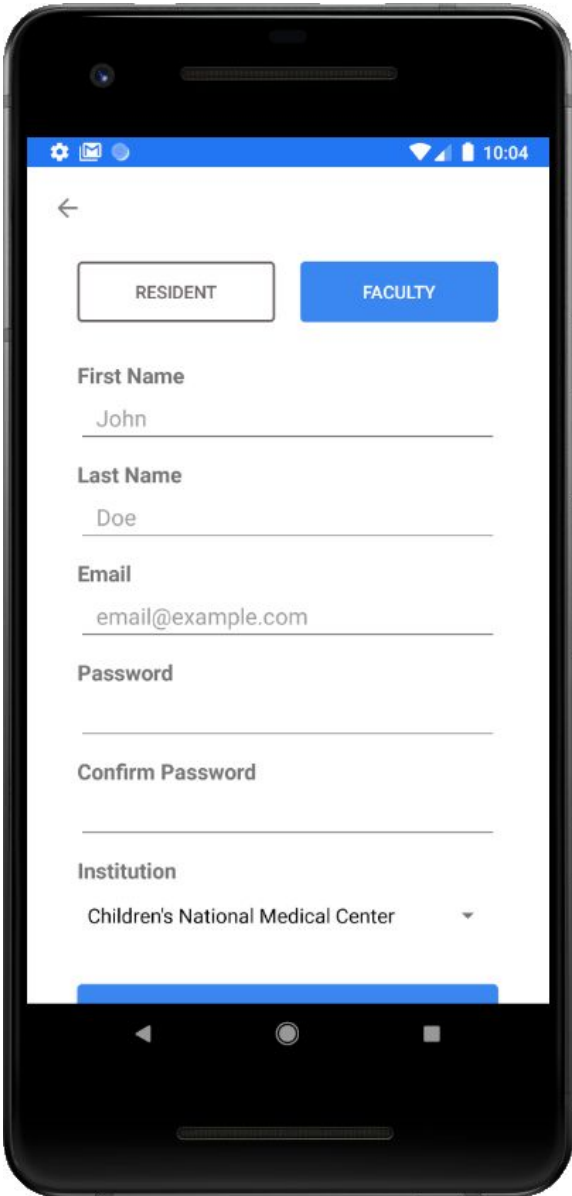 10:04
RESIDENT
FACULTY
First Name
John
Last Name
Doe
Email
email@example.com
Password
Confirm Password
Institution
Children's National Medical Center